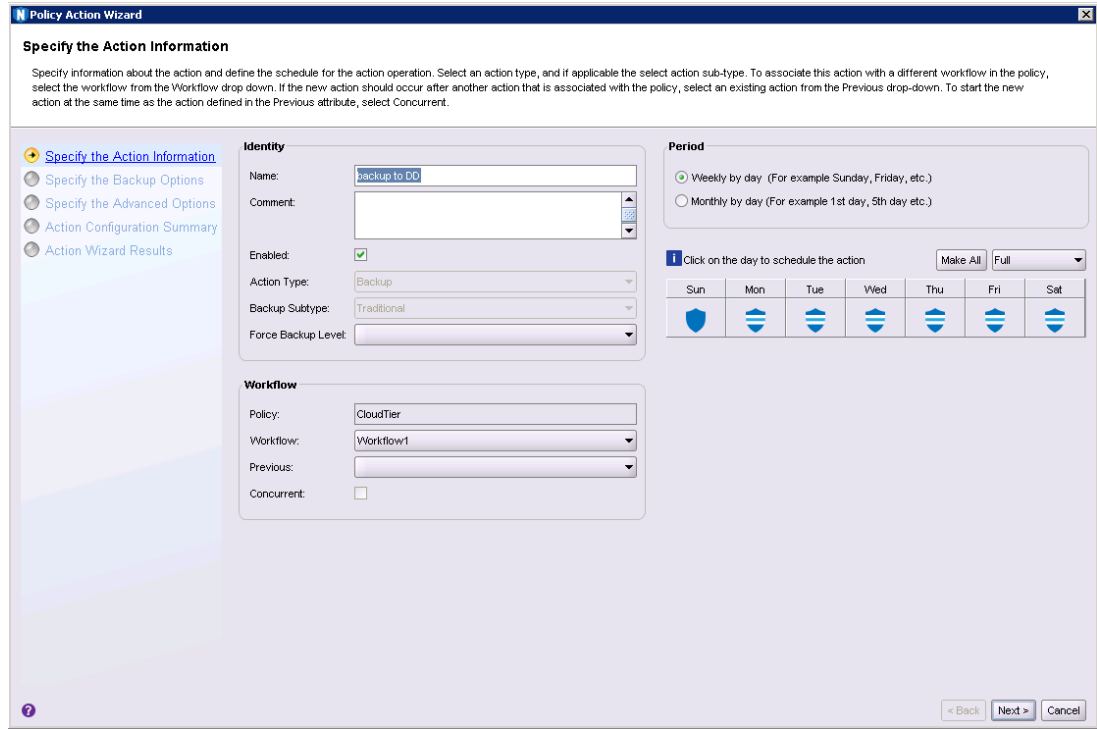 N Policy Action Wizard
Specify the Action Information
Specify information about the action and define the schedule for the action operation. Select an action type, and if applicable the select action sub-type. To associate this action with a different workflow in the policy,
select the workflow from the Workflow drop down. If the new action should occur after another action that is associated with the policy, select an existing action from the Previous drop-down. To start the new
action at the same time as the action defined in the Previous attribute, select Concurrent.
Specify the Action Information
Specify the Backup Options
Specify the Advanced Options
Action Configuration Summary
Action Wizard Results
Identity
Name: backup to DD
Comment:
Enabled:
Action Type: Backup
Backup Subtype: Traditional
Force Backup Level:
Workflow
Policy: CloudTier
Workflow: Workflow1
Previous:
Concurrent:
Period
Weekly by day (For example Sunday, Friday, etc.)
Monthly by day (For example 1st day, 5th day etc.)
i Click on the day to schedule the action Make All Full
Sun Mon Tue Wed Thu Fri Sat
? < Back Next > Cancel